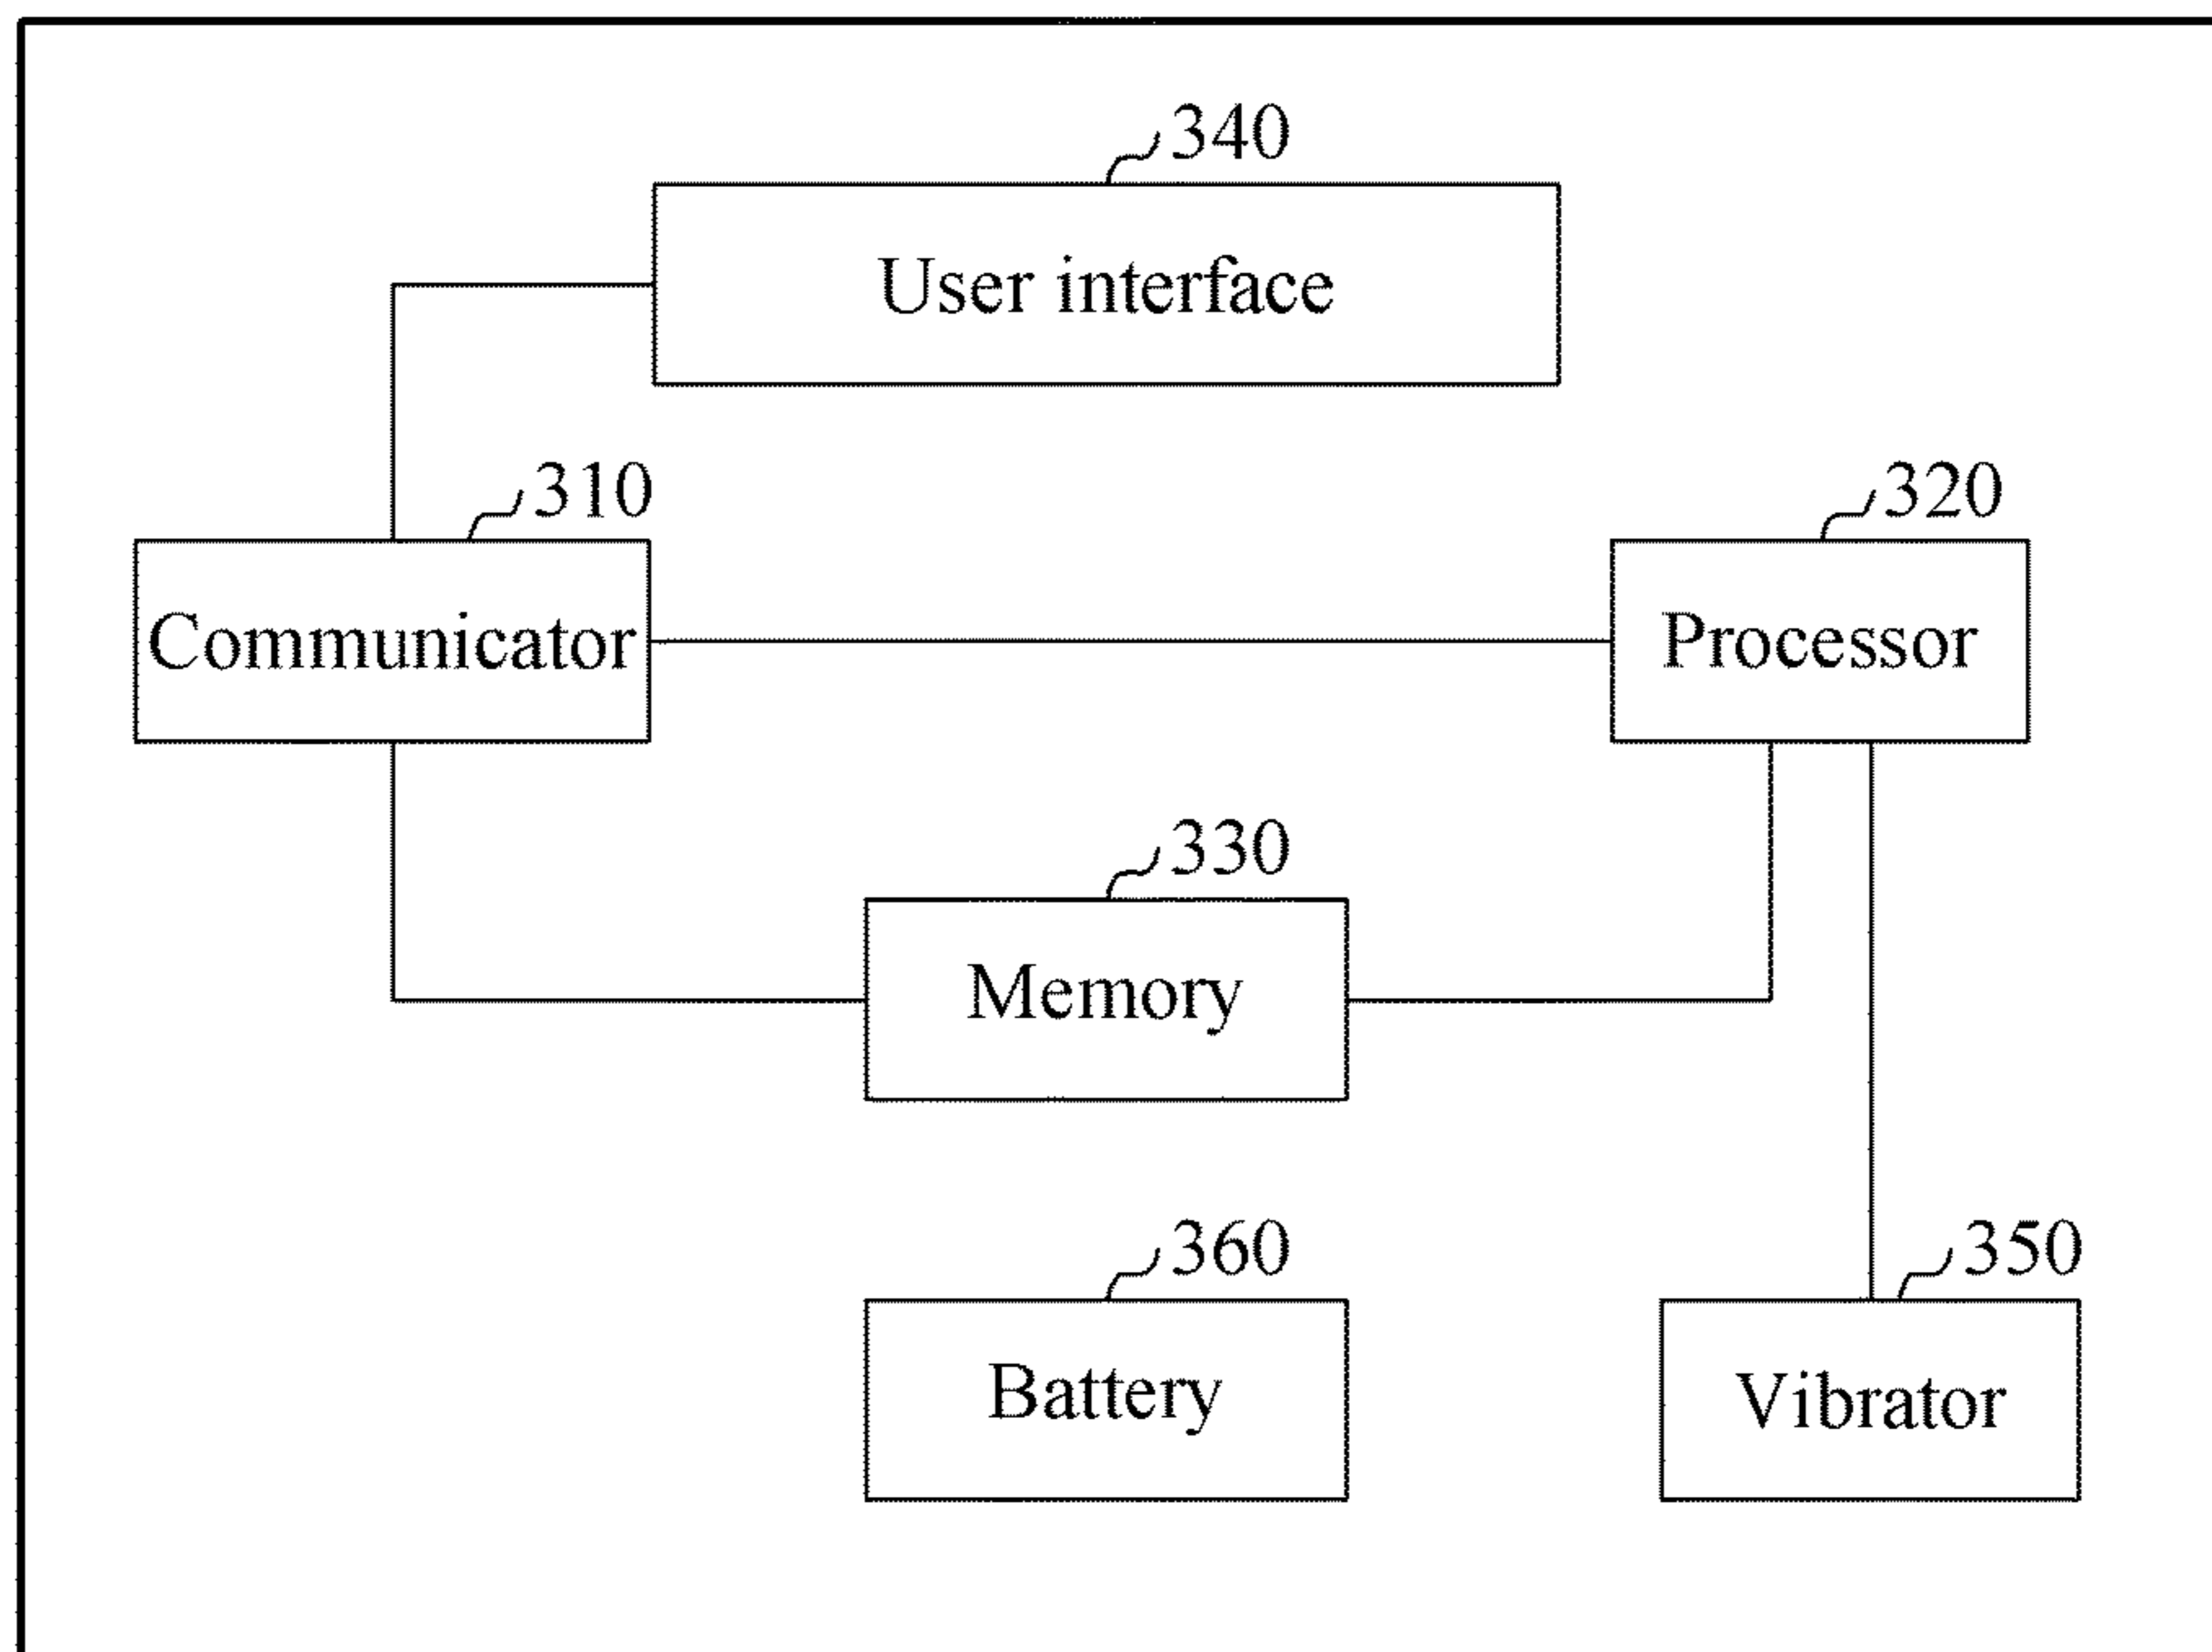 340
User interface
310
320
Communicator
Processor
330
Memory
360
350
Battery
Vibrator